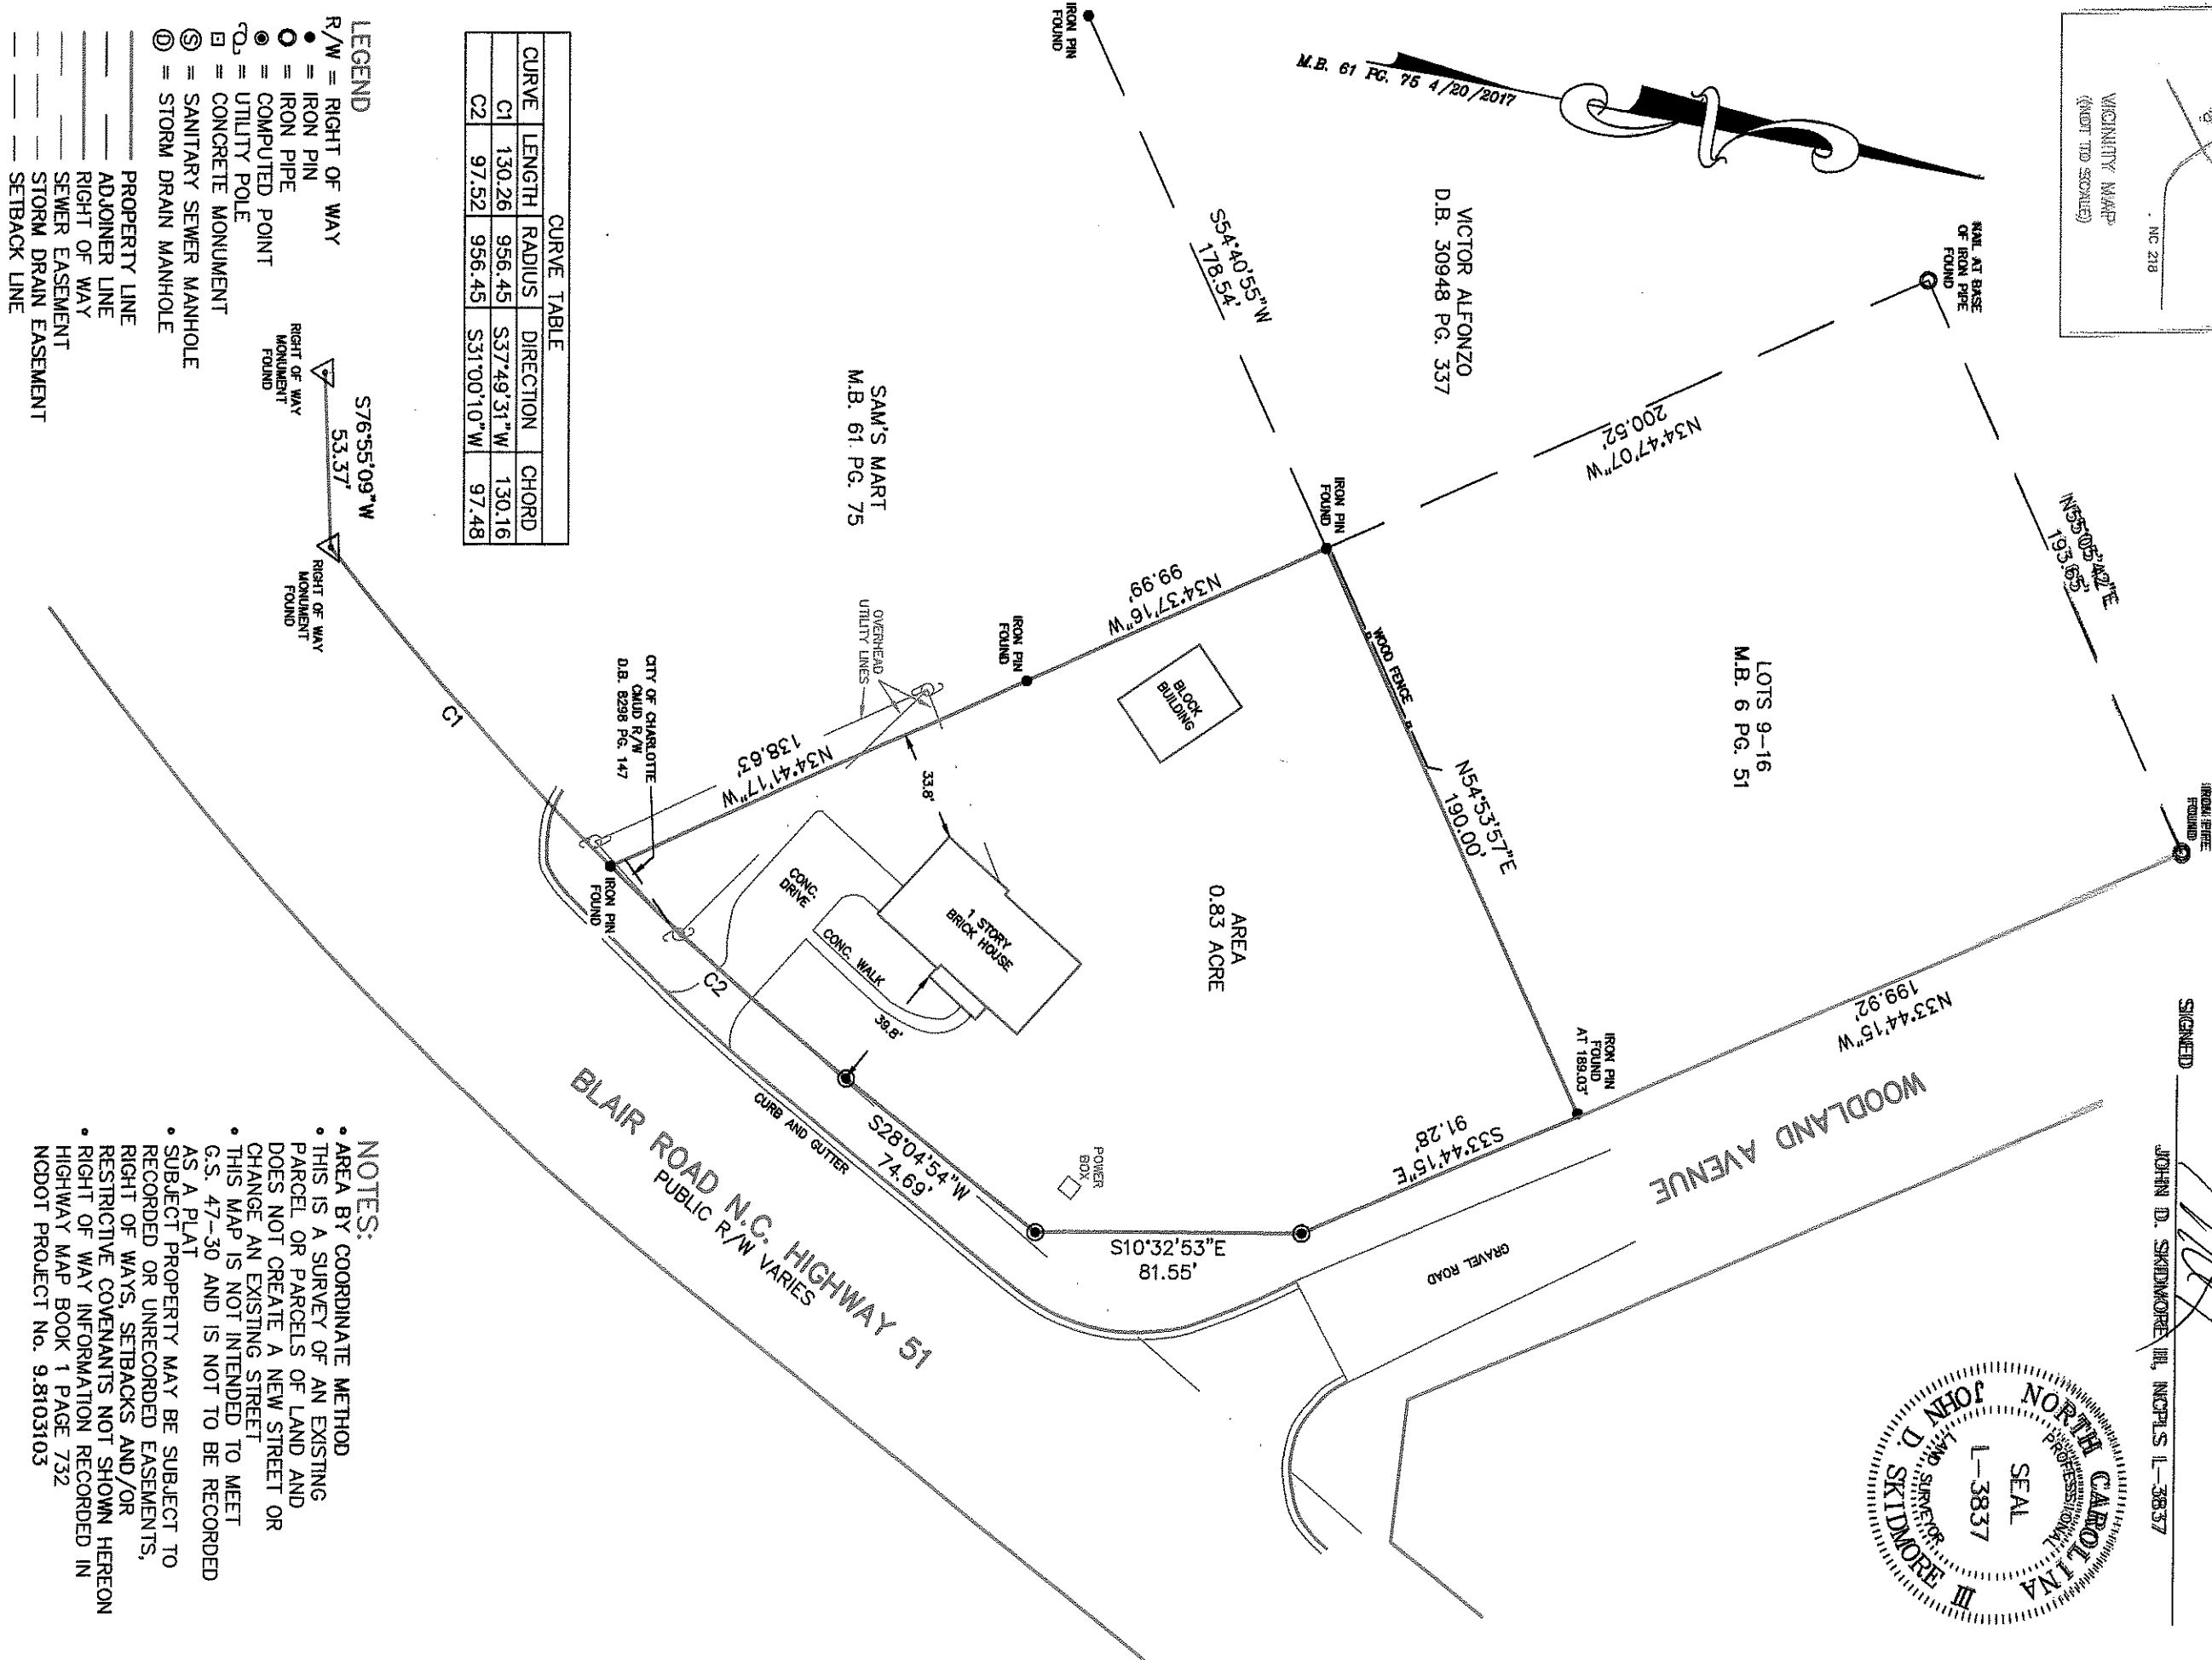 VICINITY MAP
(NOT TO SCALE)
NC 218
SIGNED
JOHN D. SKIDMORE III, NCPLS L-3837
NORTH CAROLINA
PROFESSIONAL
SEAL
L-3837
LAND SURVEYOR
JOHN D. SKIDMORE III
M.B. 61 PG. 75 4/20/2017
IRON PIN
FOUND
NAIL AT BASE
OF IRON PIPE
FOUND
N55°05'42"E
193.65'
IRON PIPE
FOUND
VICTOR ALFONZO
D.B. 30948 PG. 337
N34°47'07"W
200.52'
LOTS 9-16
M.B. 6 PG. 51
N33°44'15"W
199.92'
WOODLAND AVENUE
S54°40'55"W
178.54'
IRON PIN
FOUND
WOOD FENCE
N54°53'57"E
190.00'
IRON PIN
FOUND
AT 189.03'
S33°44'15"E
91.28'
GRAVEL ROAD
SAM'S MART
M.B. 61 PG. 75
N34°37'16"W
99.99'
IRON PIN
FOUND
BLOCK
BUILDING
AREA
0.83 ACRE
S10°32'53"E
81.55'
POWER
BOX
OVERHEAD
UTILITY LINES
N34°41'17"W
138.63'
33.8'
1 STORY
BRICK HOUSE
CONC.
DRIVE
CONC. WALK
39.8'
S28°04'54"W
74.69'
CITY OF CHARLOTTE
CMUD R/W
D.B. 8298 PG. 147
IRON PIN
FOUND
C2
CURB AND GUTTER
C1
BLAIR ROAD N.C. HIGHWAY 51
PUBLIC R/W VARIES
CURVE TABLE
CURVE LENGTH RADIUS DIRECTION CHORD
C1 130.26 956.45 S37°49'31"W 130.16
C2 97.52 956.45 S31°00'10"W 97.48
S76°55'09"W
53.37'
RIGHT OF WAY
MONUMENT
FOUND
RIGHT OF WAY
MONUMENT
FOUND
LEGEND
R/W = RIGHT OF WAY
= IRON PIN
= IRON PIPE
= COMPUTED POINT
= UTILITY POLE
= CONCRETE MONUMENT
Ⓢ = SANITARY SEWER MANHOLE
Ⓓ = STORM DRAIN MANHOLE
PROPERTY LINE
ADJOINER LINE
RIGHT OF WAY
SEWER EASEMENT
STORM DRAIN EASEMENT
SETBACK LINE
NOTES:
• AREA BY COORDINATE METHOD
• THIS IS A SURVEY OF AN EXISTING
PARCEL OR PARCELS OF LAND AND
DOES NOT CREATE A NEW STREET OR
CHANGE AN EXISTING STREET
• THIS MAP IS NOT INTENDED TO MEET
G.S. 47-30 AND IS NOT TO BE RECORDED
AS A PLAT
• SUBJECT PROPERTY MAY BE SUBJECT TO
RECORDED OR UNRECORDED EASEMENTS,
RIGHT OF WAYS, SETBACKS AND/OR
RESTRICTIVE COVENANTS NOT SHOWN HEREON
• RIGHT OF WAY INFORMATION RECORDED IN
HIGHWAY MAP BOOK 1 PAGE 732
NCDOT PROJECT No. 9.8103103